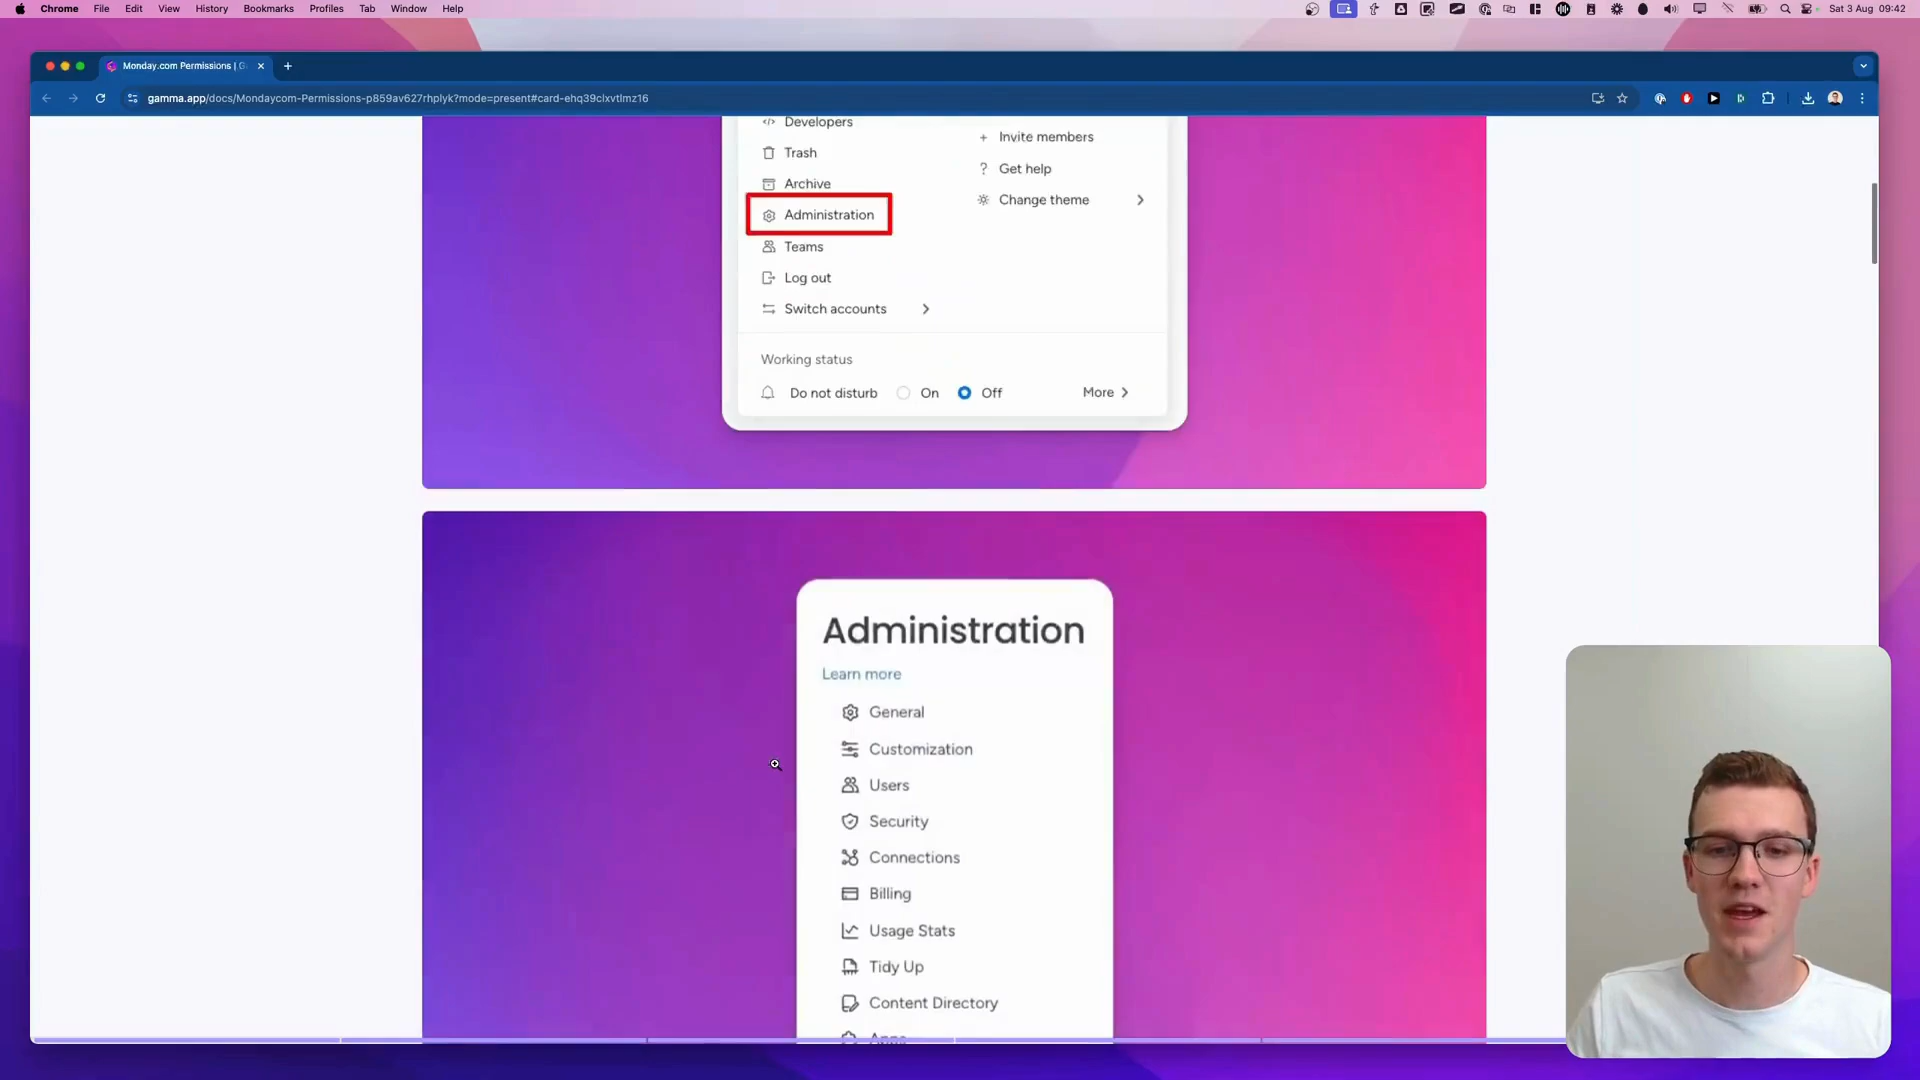 Chrome File Edit View History Bookmarks Profiles Tab Window Help Sat 3 Aug 09:42
Monday.com Permissions | G
gamma.app/docs/Mondaycom-Permissions-p859av627rhplyk?mode=present#card-ehq39clxvtlmz16
Developers
Invite members
Trash
Get help
Archive
Change theme
Administration
Teams
Log out
Switch accounts
Working status
Do not disturb On Off More
Administration
Learn more
General
Customization
Users
Security
Connections
Billing
Usage Stats
Tidy Up
Content Directory
Apps